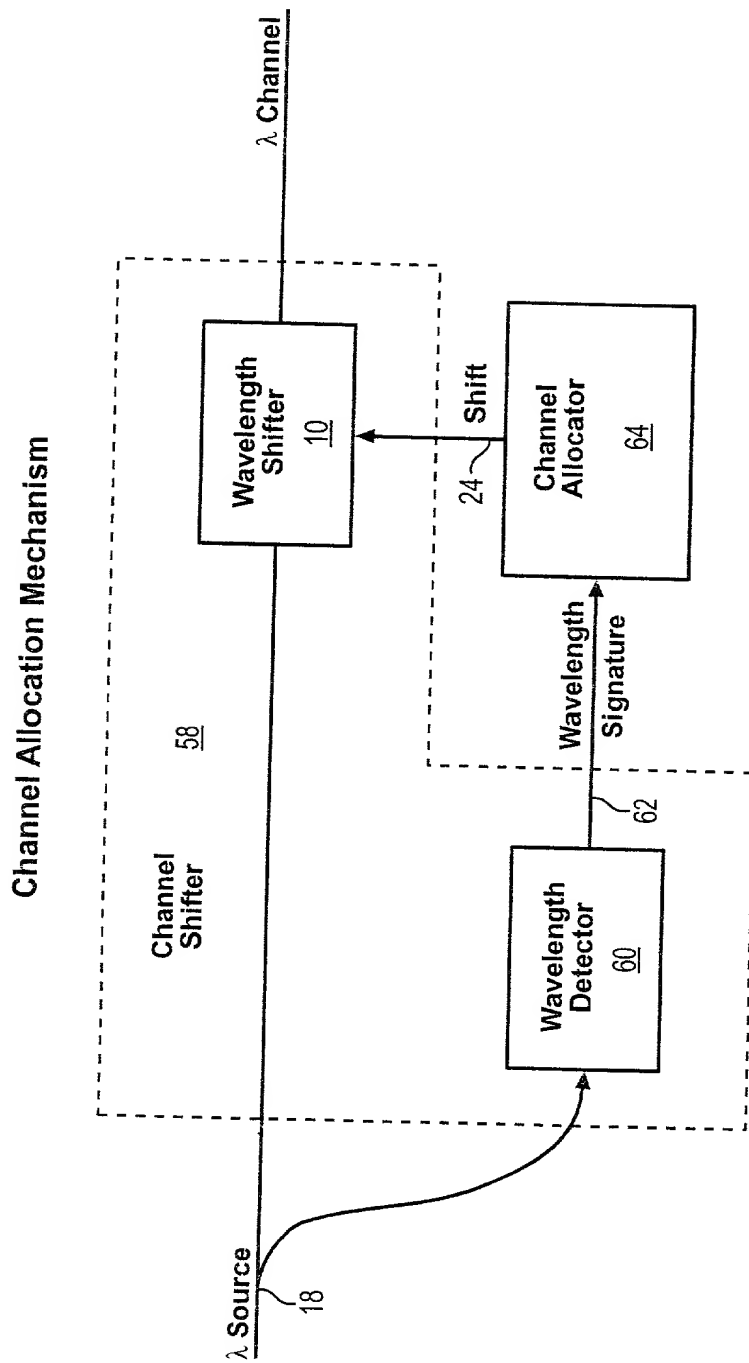 Channel Allocation Mechanism
λ Source
18
Channel
Shifter
58
Wavelength
Shifter
10
λ Channel
Wavelength
Detector
60
62
Wavelength
Signature
Channel
Allocator
64
24
Shift